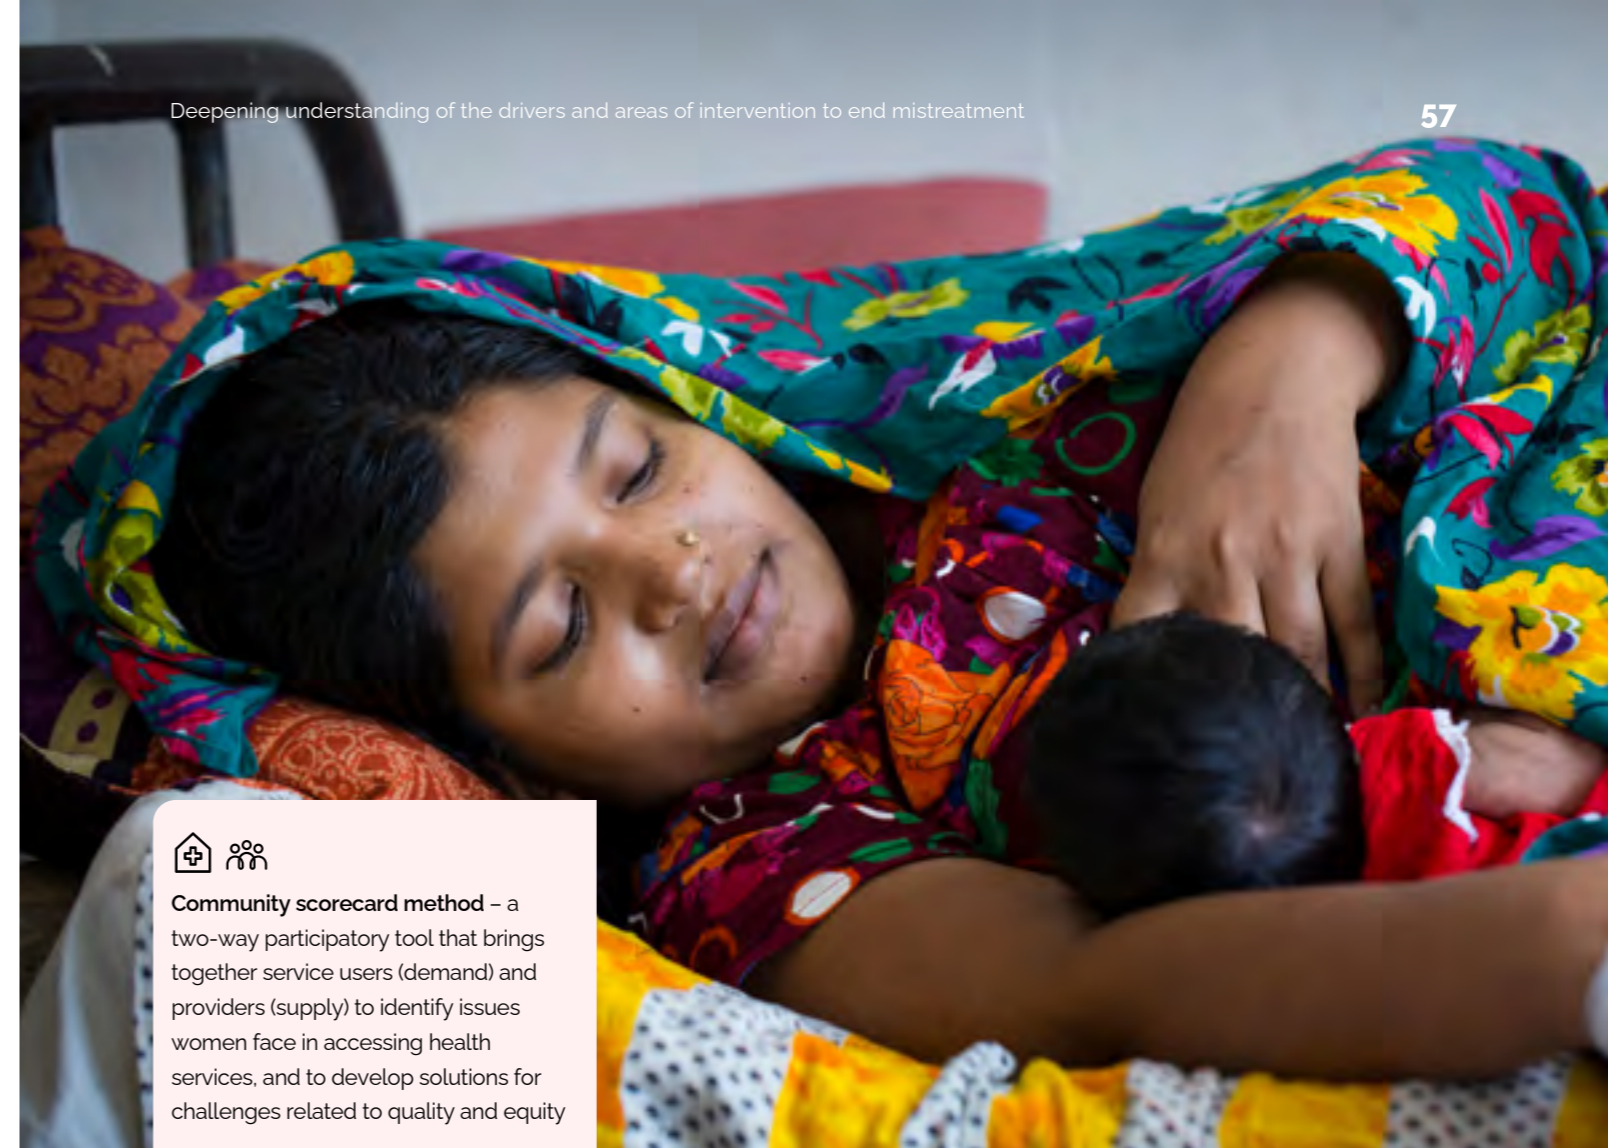 Deepening understanding of the drivers and areas of intervention to end mistreatment
57
Community scorecard method – a
two-way participatory tool that brings
together service users (demand) and
providers (supply) to identify issues
women face in accessing health
services, and to develop solutions for
challenges related to quality and equity